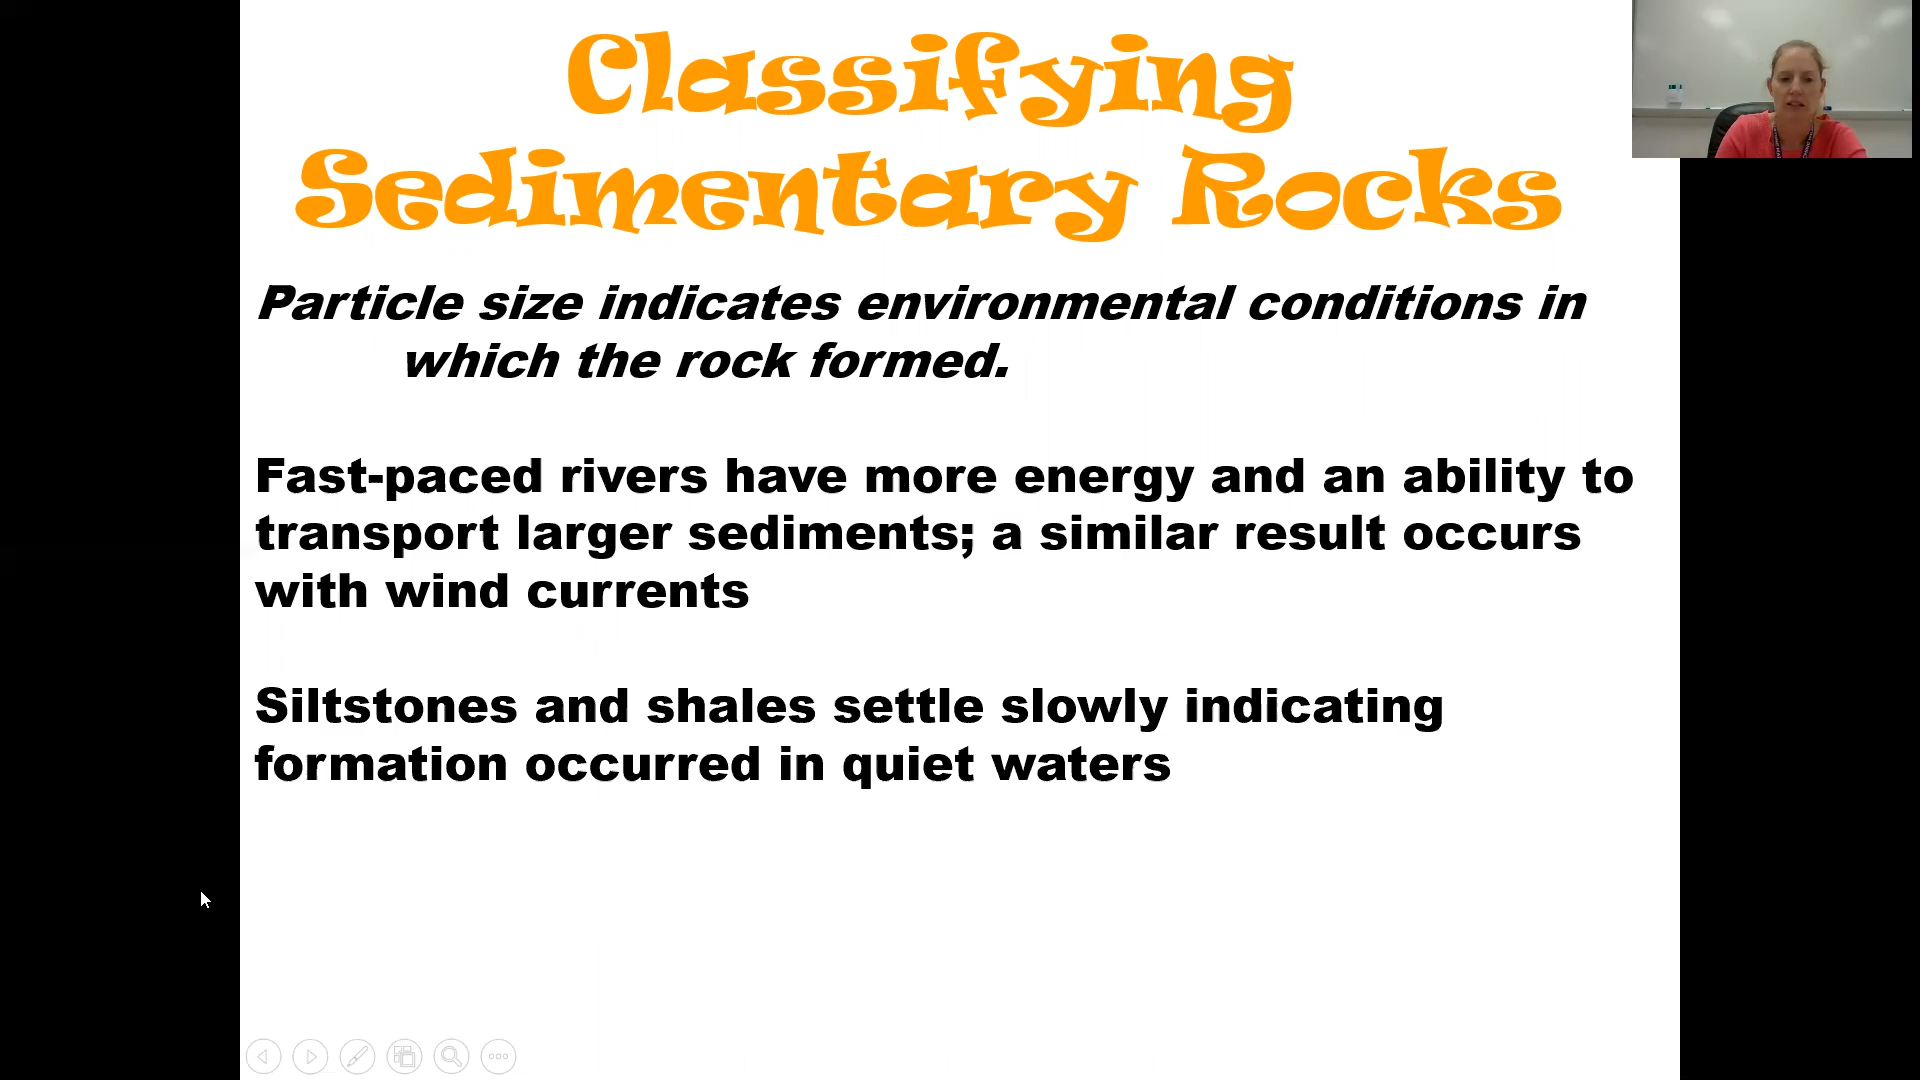 Classifying
Sedimentary Rocks
Particle size indicates environmental conditions in
which the rock formed.
Fast-paced rivers have more energy and an ability to
transport larger sediments; a similar result occurs
with wind currents
Siltstones and shales settle slowly indicating
formation occurred in quiet waters